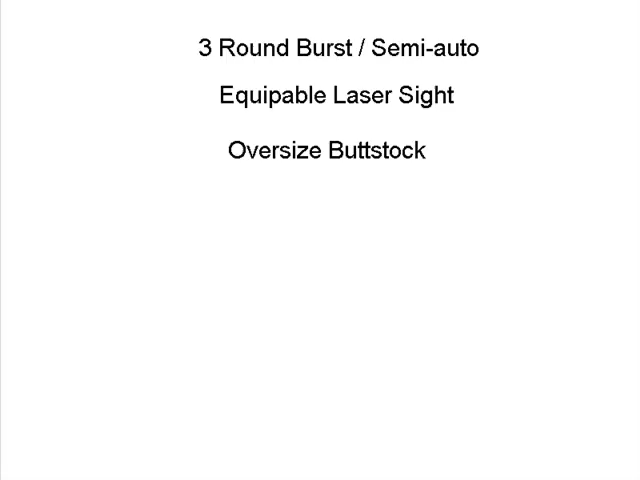 3 Round Burst / Semi-auto
Equipable Laser Sight
Oversize Buttstock